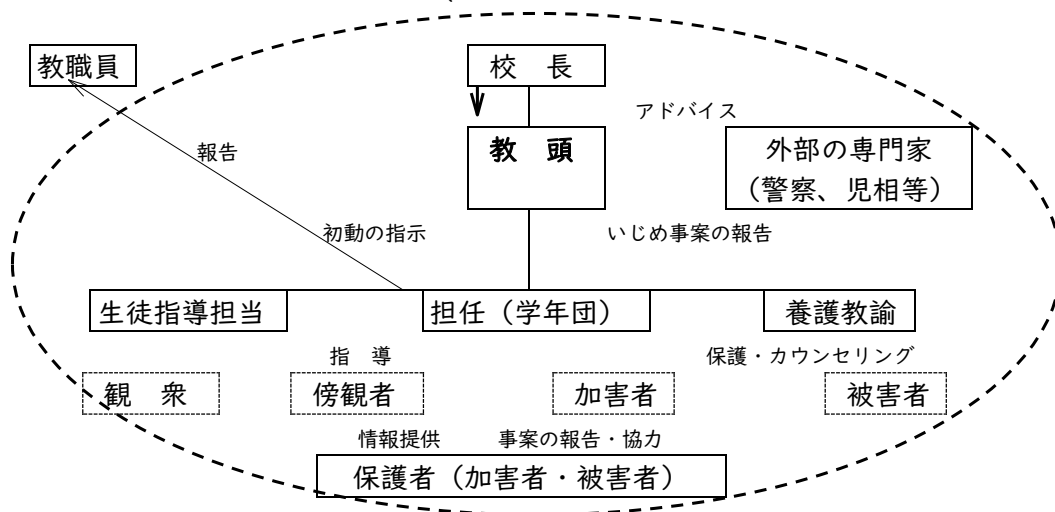 教職員
校　長
アドバイス
報告
教　頭
外部の専門家
（警察、児相等）
初動の指示
いじめ事案の報告
生徒指導担当
担任（学年団）
養護教諭
指　導
保護・カウンセリング
観　衆
傍観者
加害者
被害者
情報提供
事案の報告・協力
保護者（加害者・被害者）